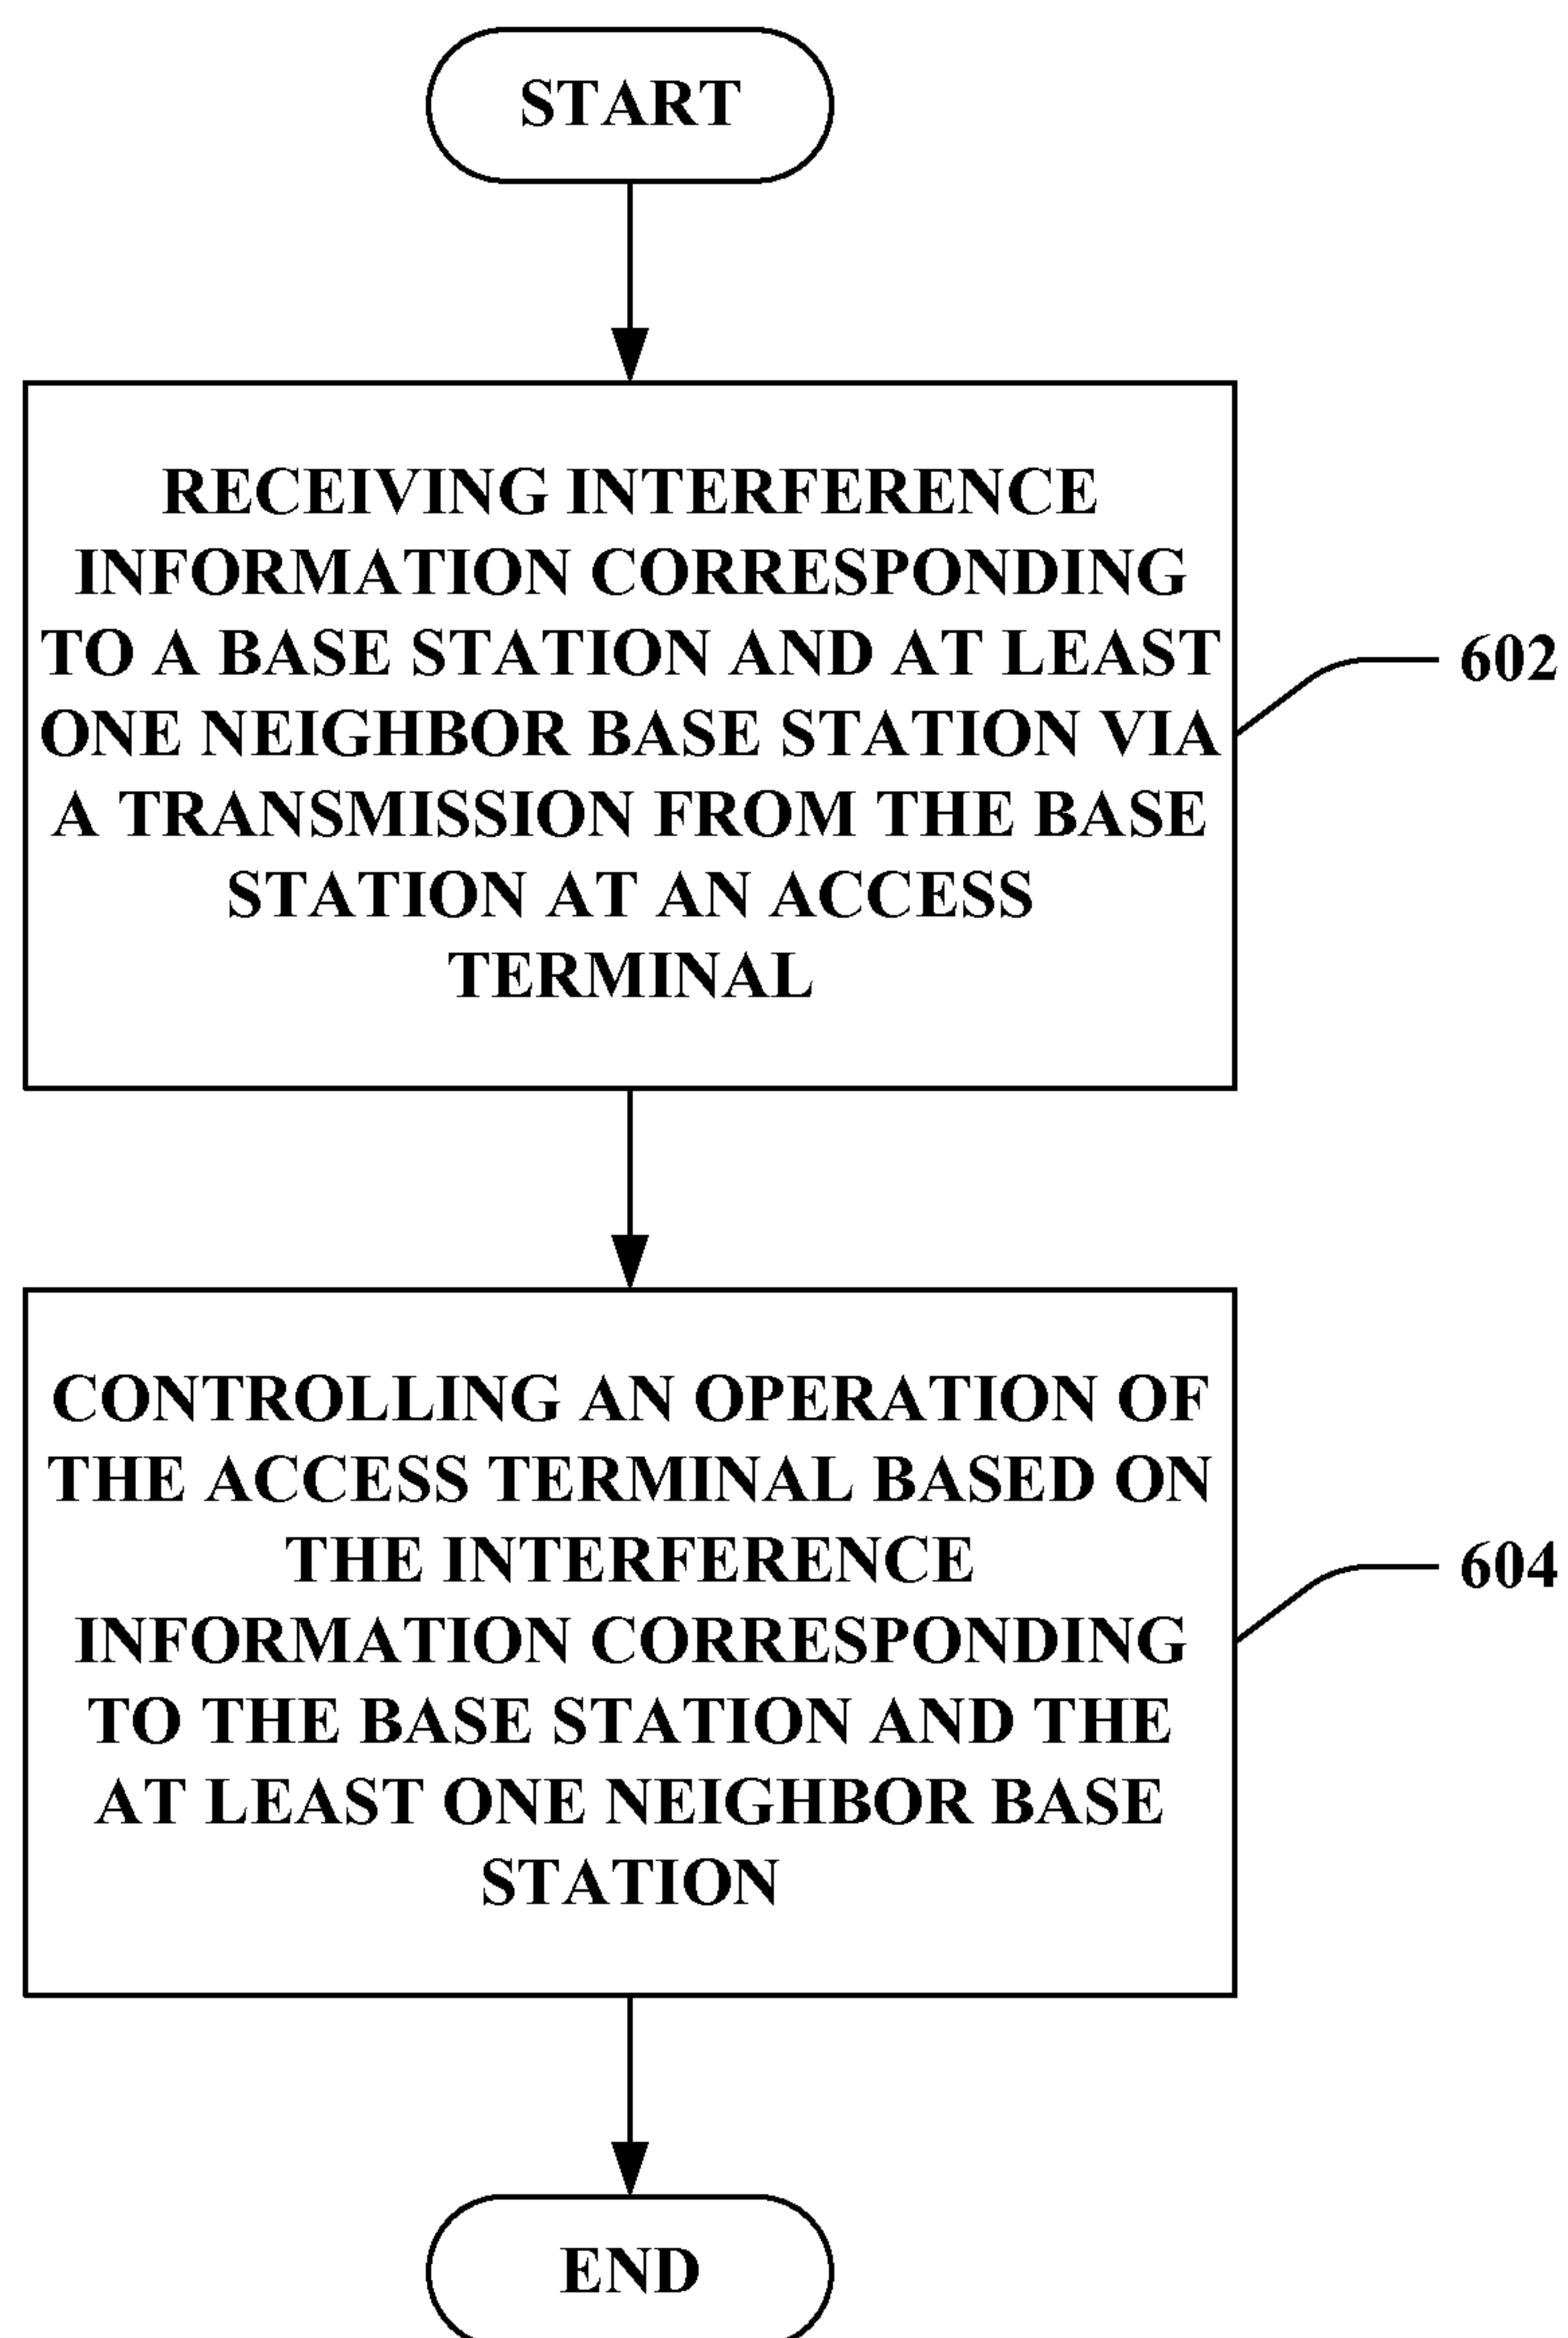 START
RECEIVING INTERFERENCE
INFORMATION CORRESPONDING
TO A BASE STATION AND AT LEAST
ONE NEIGHBOR BASE STATION VIA
A TRANSMISSION FROM THE BASE
STATION AT AN ACCESS
TERMINAL
602
CONTROLLING AN OPERATION OF
THE ACCESS TERMINAL BASED ON
THE INTERFERENCE
INFORMATION CORRESPONDING
TO THE BASE STATION AND THE
AT LEAST ONE NEIGHBOR BASE
STATION
604
END